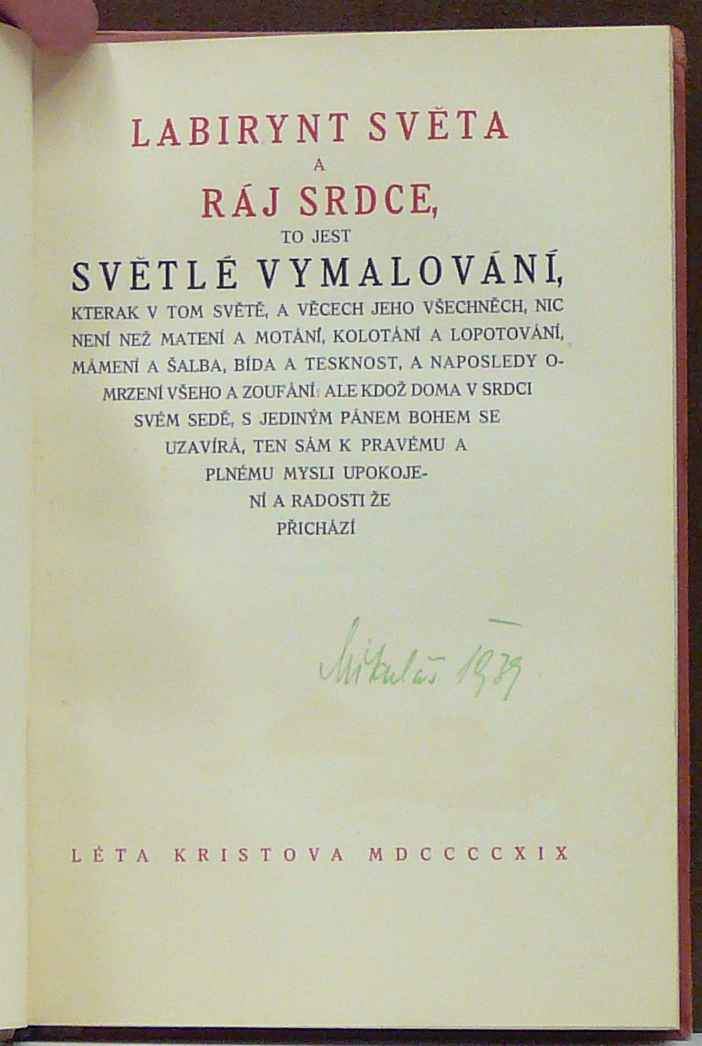 LABIRYNT SVĚTA
A
RÁJ SRDCE,
TO JEST
SVĚTLÉ VYMALOVÁNÍ,
KTERAK V TOM SVĚTĚ, A VĚCECH JEHO VŠECHNĚCH, NIC
NENÍ NEŽ MATENÍ A MOTÁNÍ, KOLOTÁNÍ A LOPOTOVÁNÍ,
MÁMENÍ A ŠALBA, BÍDA A TESKNOST, A NAPOSLEDY O-
MRZENÍ VŠEHO A ZOUFÁNÍ: ALE KDOŽ DOMA V SRDCI
SVÉM SEDĚ, S JEDINÝM PÁNEM BOHEM SE
UZAVÍRÁ, TEN SÁM K PRAVÉMU A
PLNÉMU MYSLI UPOKOJE-
NÍ A RADOSTI ŽE
PŘICHÁZÍ
Mikuláš 1939
LÉTA KRISTOVA MDCCCCXIX